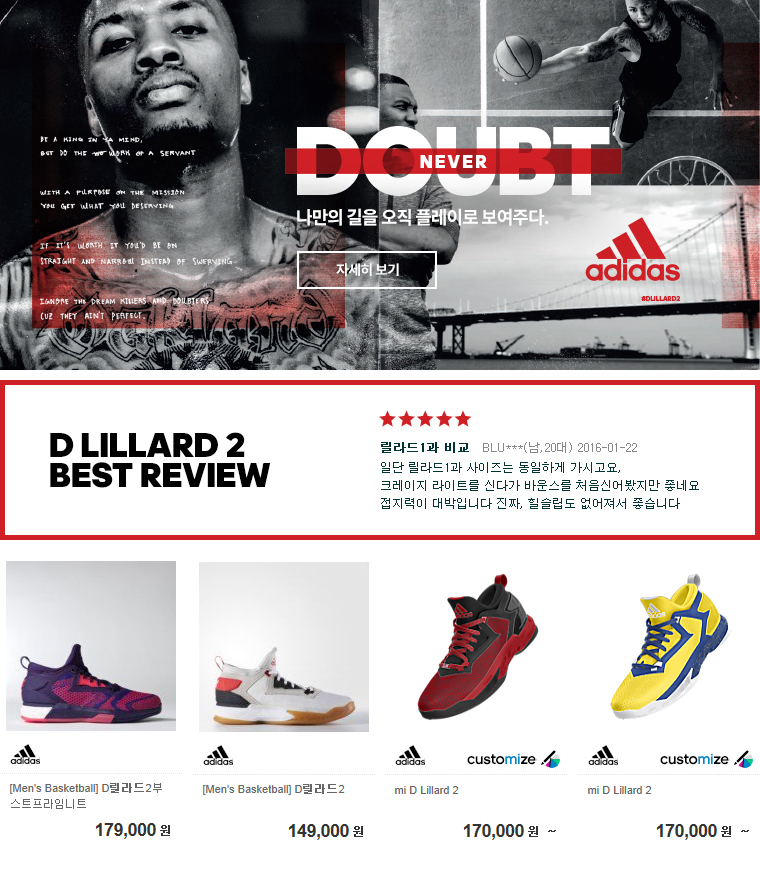 BE A KING IN YA MIND,
BUT DO THE WORK OF A SERVANT
WITH A PURPOSE ON THE MISSION
YOU GET WHAT YOU DESERVING
IF IT'S WORTH IT YOU'D BE ON
STRAIGHT AND NARROW INSTEAD OF SWERVING
IGNORE THE DREAM KILLERS AND DOUBTERS
CUZ THEY AIN'T PERFECT.
DOUBT
NEVER
나만의 길을 오직 플레이로 보여주다.
자세히 보기
adidas
#DLILLARD2
D LILLARD 2
BEST REVIEW
★★★★★
릴라드1과 비교 BLU***(남,20대) 2016-01-22
일단 릴라드1과 사이즈는 동일하게 가시고요,
크레이지 라이트를 신다가 바운스를 처음신어봤지만 좋네요
접지력이 대박입니다 진짜, 힐슬립도 없어져서 좋습니다
adidas
[Men's Basketball] D릴라드2부
스트프라임니트
179,000 원
adidas
[Men's Basketball] D릴라드2
149,000 원
adidas customize
mi D Lillard 2
170,000 원 ~
adidas customize
mi D Lillard 2
170,000 원 ~